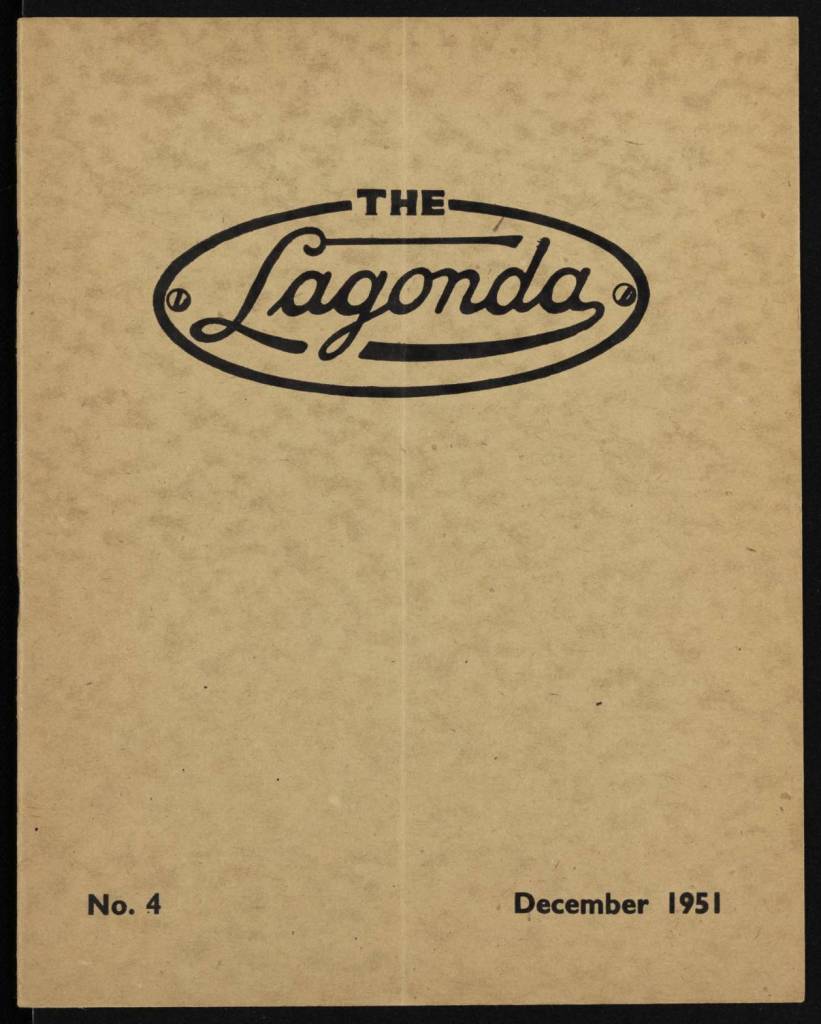 THE
Lagonda
No. 4
December 1951